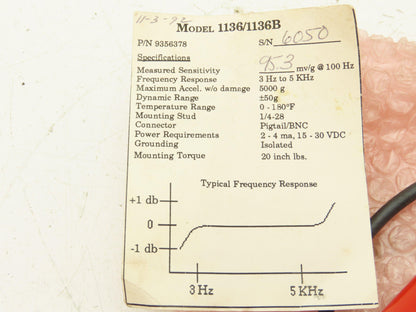 11-3-92
MODEL 1136/1136B
P/N 9356378 S/N 6050
Specifications
Measured Sensitivity 95.3 mv/g @ 100 Hz
Frequency Response 3 Hz to 5 KHz
Maximum Accel. w/o damage 5000 g
Dynamic Range ±50g
Temperature Range 0 - 180°F
Mounting Stud 1/4-28
Connector Pigtail/BNC
Power Requirements 2 - 4 ma, 15 - 30 VDC
Grounding Isolated
Mounting Torque 20 inch lbs.
Typical Frequency Response
+1 db
0
-1 db
3 Hz 5 KHz